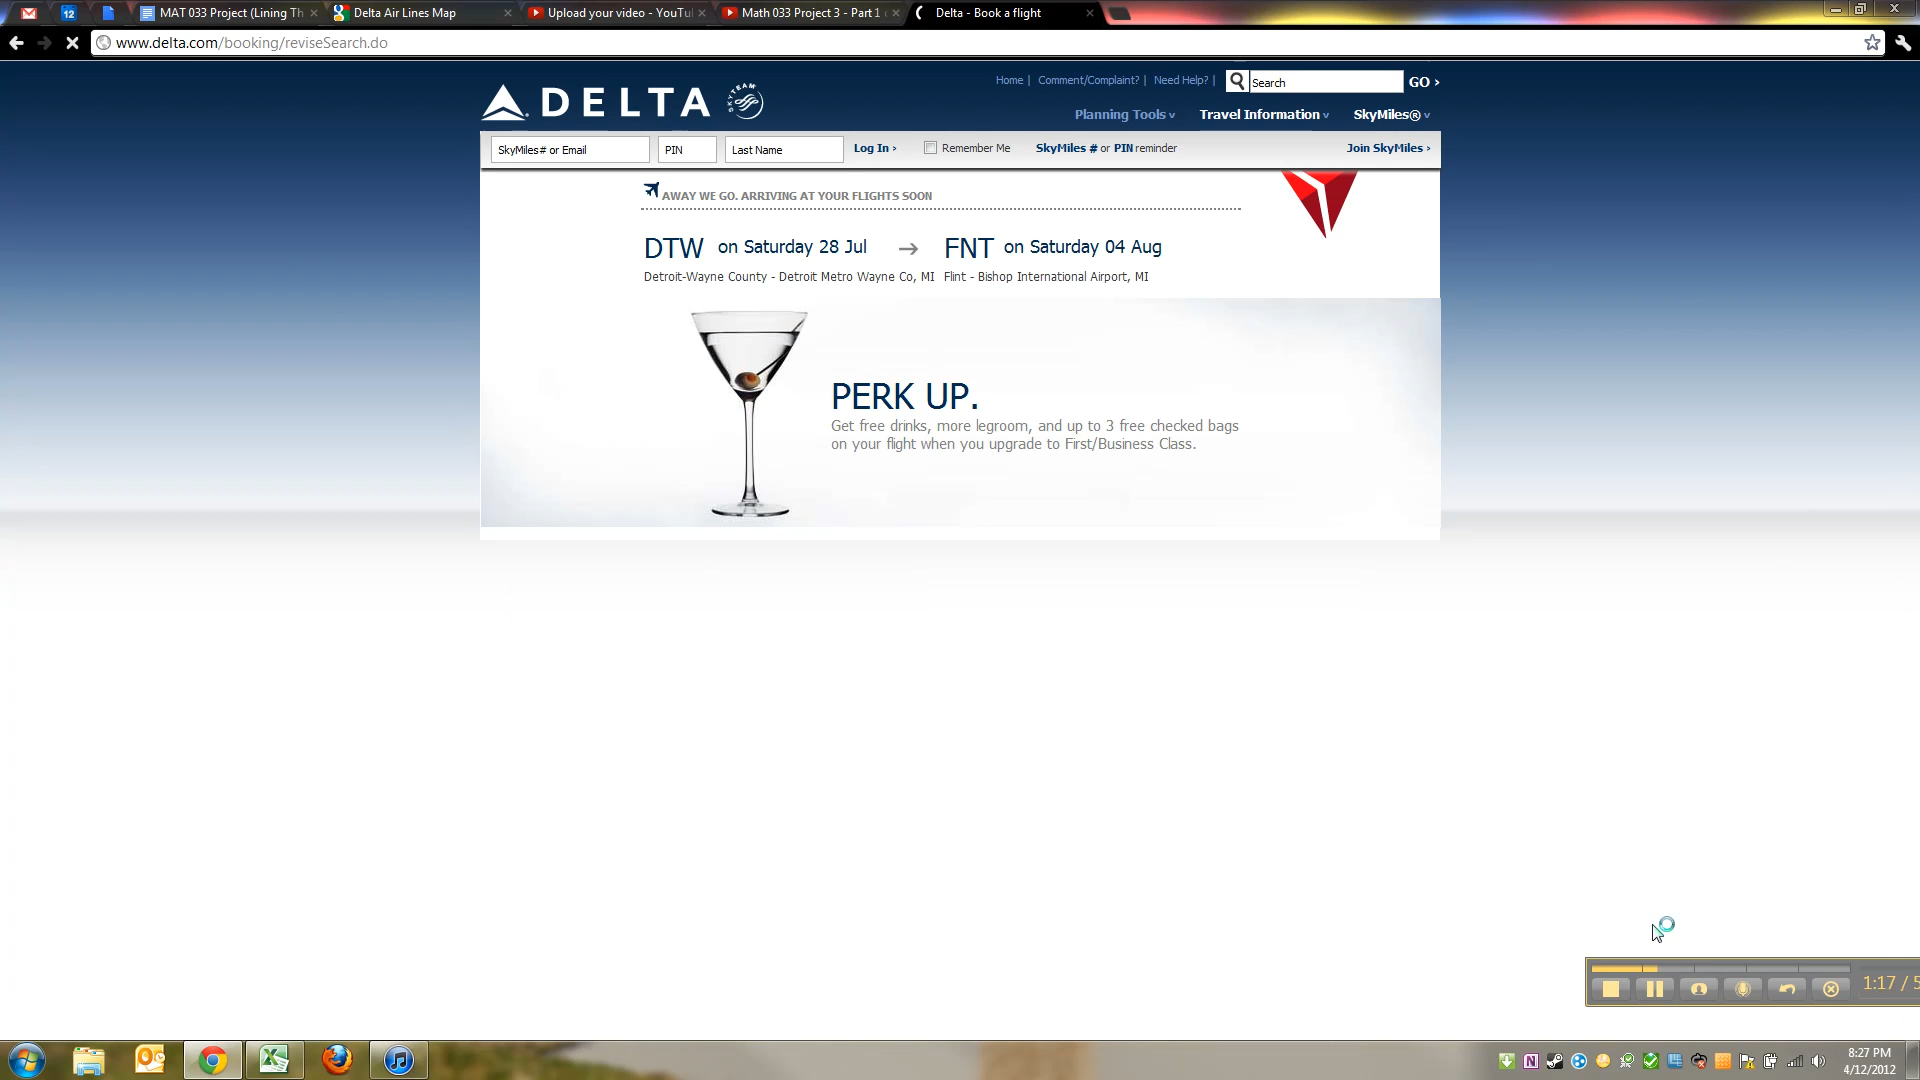 12
MAT 033 Project (Lining Th
Delta Air Lines Map
Upload your video - YouTu
Math 033 Project 3 - Part 1
Delta - Book a flight
www.delta.com/booking/reviseSearch.do
Home | Comment/Complaint? | Need Help? |
Search
GO ›
DELTA
SKYTEAM
Planning Tools v
Travel Information v
SkyMiles® v
SkyMiles# or Email
PIN
Last Name
Log In ›
Remember Me
SkyMiles # or PIN reminder
Join SkyMiles ›
AWAY WE GO. ARRIVING AT YOUR FLIGHTS SOON
DTW on Saturday 28 Jul → FNT on Saturday 04 Aug
Detroit-Wayne County - Detroit Metro Wayne Co, MI
Flint - Bishop International Airport, MI
PERK UP.
Get free drinks, more legroom, and up to 3 free checked bags
on your flight when you upgrade to First/Business Class.
1:17 / 5
8:27 PM
4/12/2012